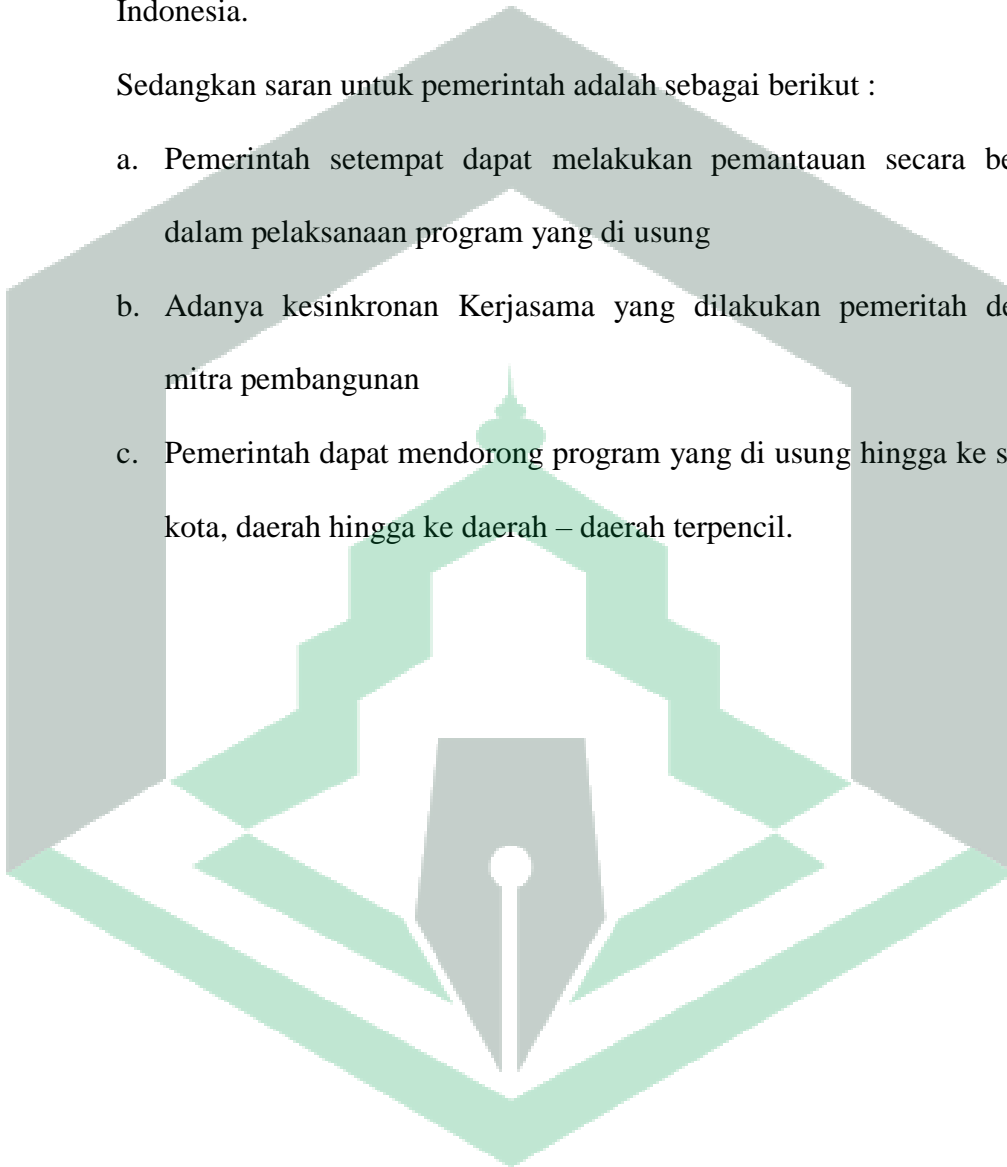 Indonesia.
Sedangkan saran untuk pemerintah adalah sebagai berikut :
a. Pemerintah setempat dapat melakukan pemantauan secara
dalam pelaksanaan program yang di usung
b. Adanya kesinkronan Kerjasama yang dilakukan pemeritah
mitra pembangunan
c. Pemerintah dapat mendorong program yang di usung hingga ke
kota, daerah hingga ke daerah – daerah terpencil.